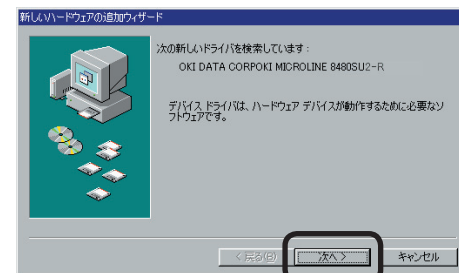 新しいハードウェアの追加ウィザード
次の新しいドライバを検索しています：
OKI DATA CORPOKI MICROLINE 8480SU2-R
デバイス ドライバは、ハードウェア デバイスが動作するために必要なソ
フトウェアです。
< 戻る(B)
次へ >
キャンセル